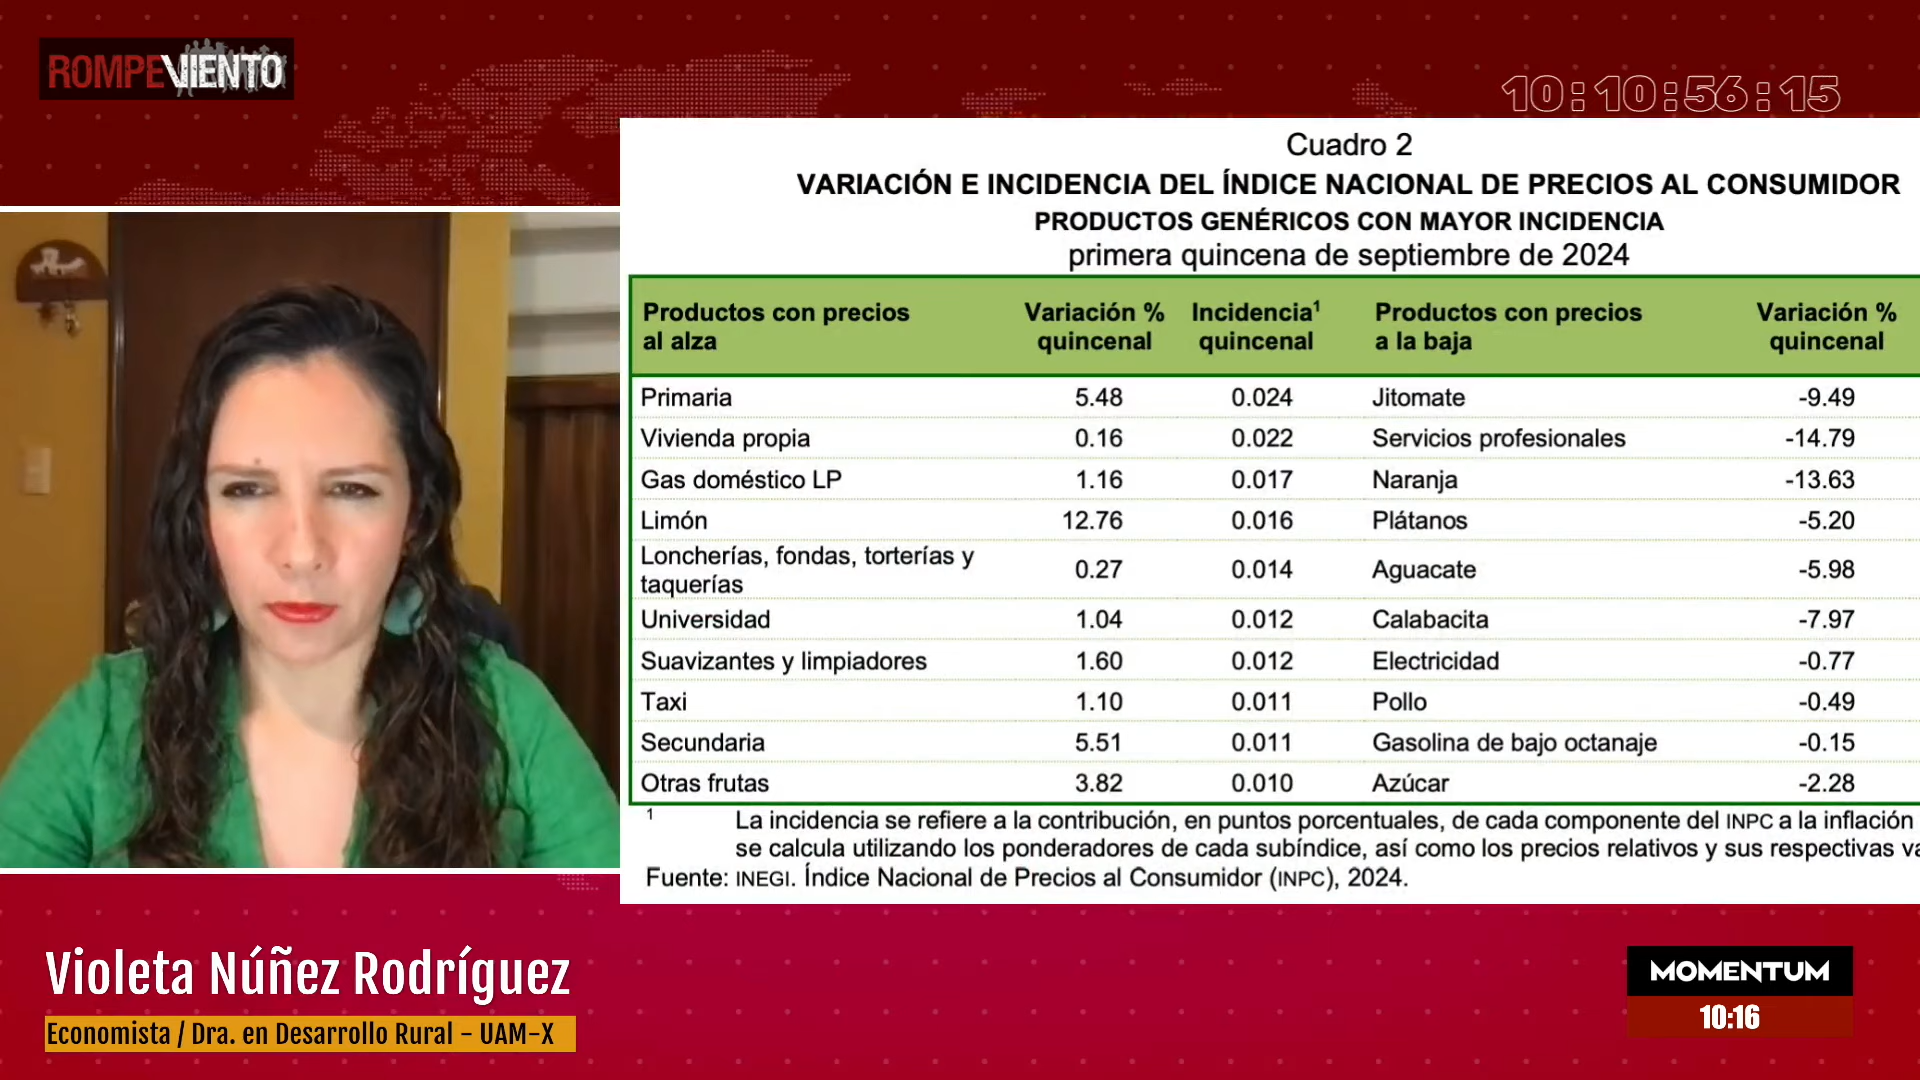 ROMPEVIENTO
10:10:56:15
Cuadro 2
VARIACIÓN E INCIDENCIA DEL ÍNDICE NACIONAL DE PRECIOS AL CONSUMIDOR
PRODUCTOS GENÉRICOS CON MAYOR INCIDENCIA
primera quincena de septiembre de 2024
Productos con precios al alza Variación % quincenal Incidencia¹ quincenal Productos con precios a la baja Variación % quincenal
Primaria 5.48 0.024 Jitomate -9.49
Vivienda propia 0.16 0.022 Servicios profesionales -14.79
Gas doméstico LP 1.16 0.017 Naranja -13.63
Limón 12.76 0.016 Plátanos -5.20
Loncherías, fondas, torterías y taquerías 0.27 0.014 Aguacate -5.98
Universidad 1.04 0.012 Calabacita -7.97
Suavizantes y limpiadores 1.60 0.012 Electricidad -0.77
Taxi 1.10 0.011 Pollo -0.49
Secundaria 5.51 0.011 Gasolina de bajo octanaje -0.15
Otras frutas 3.82 0.010 Azúcar -2.28
¹ La incidencia se refiere a la contribución, en puntos porcentuales, de cada componente del INPC a la inflación
se calcula utilizando los ponderadores de cada subíndice, así como los precios relativos y sus respectivas
Fuente: INEGI. Índice Nacional de Precios al Consumidor (INPC), 2024.
Violeta Núñez Rodríguez
Economista / Dra. en Desarrollo Rural - UAM-X
MOMENTUM
10:16